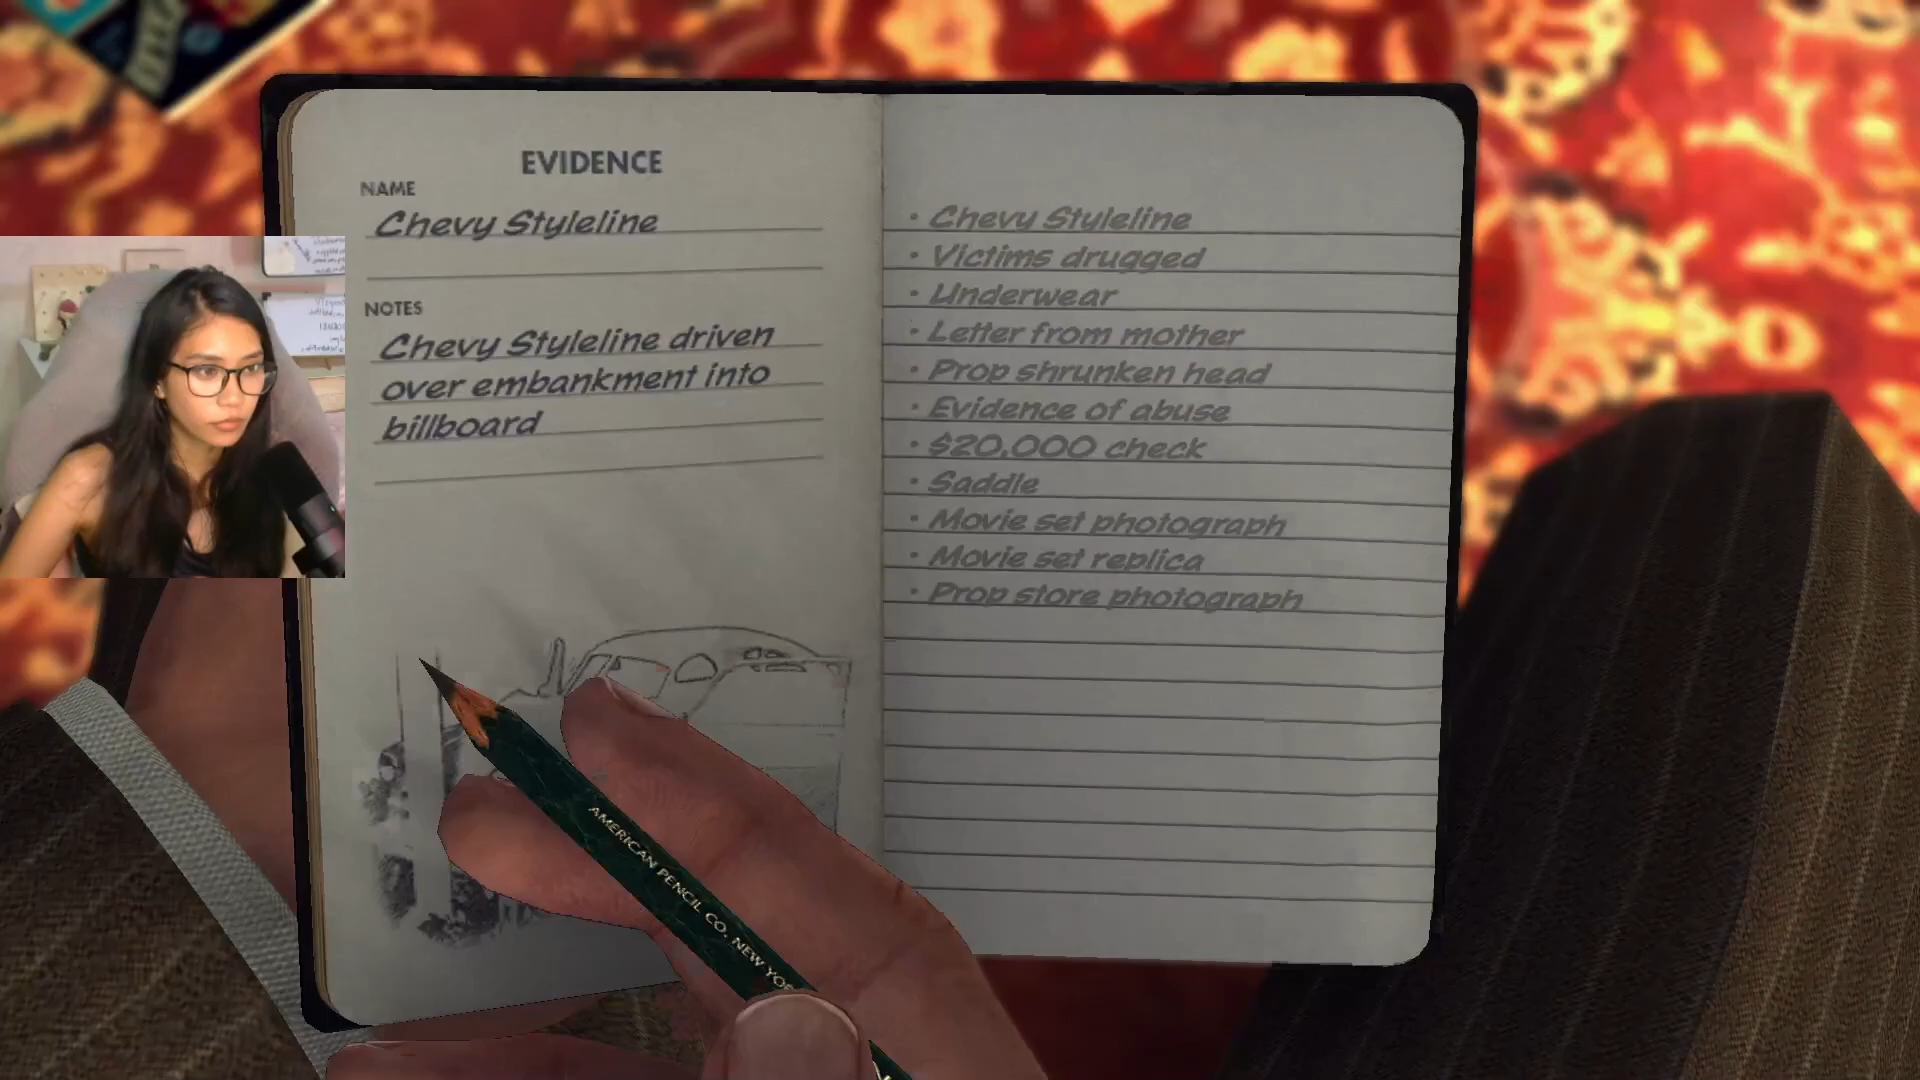 EVIDENCE
NAME
Chevy Styleline
NOTES
Chevy Styleline driven
over embankment into
billboard
• Chevy Styleline
• Victims drugged
• Underwear
• Letter from mother
• Prop shrunken head
• Evidence of abuse
• $20,000 check
• Saddle
• Movie set photograph
• Movie set replica
• Prop store photograph
AMERICAN PENCIL CO. NEW YO